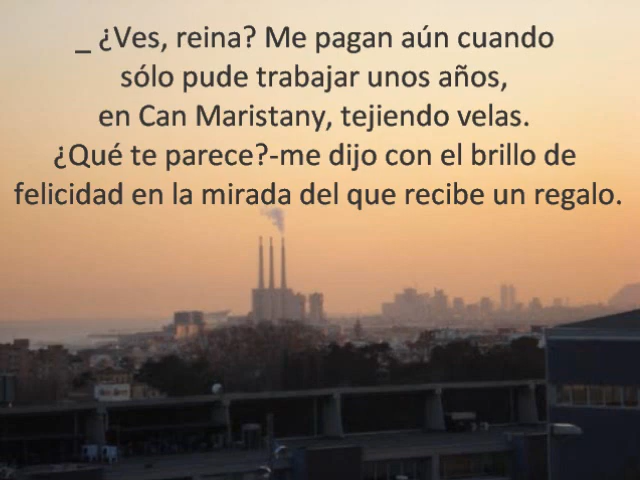 _ ¿Ves, reina? Me pagan aún cuando
sólo pude trabajar unos años,
en Can Maristany, tejiendo velas.
¿Qué te parece?-me dijo con el brillo de
felicidad en la mirada del que recibe un regalo.